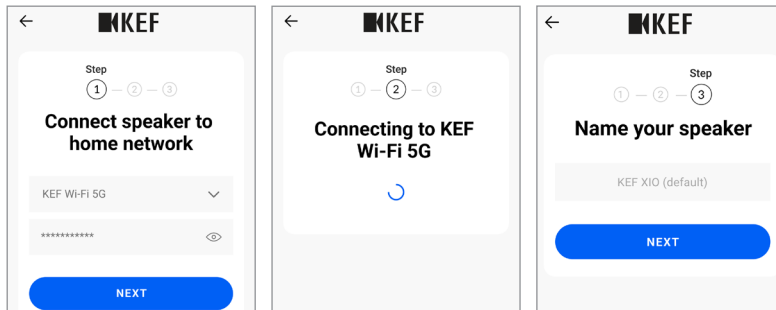 KEF
Step
1 2 3
Connect speaker to
home network
KEF Wi-Fi 5G
***********
NEXT
KEF
Step
1 2 3
Connecting to KEF
Wi-Fi 5G
KEF
Step
1 2 3
Name your speaker
KEF XIO (default)
NEXT